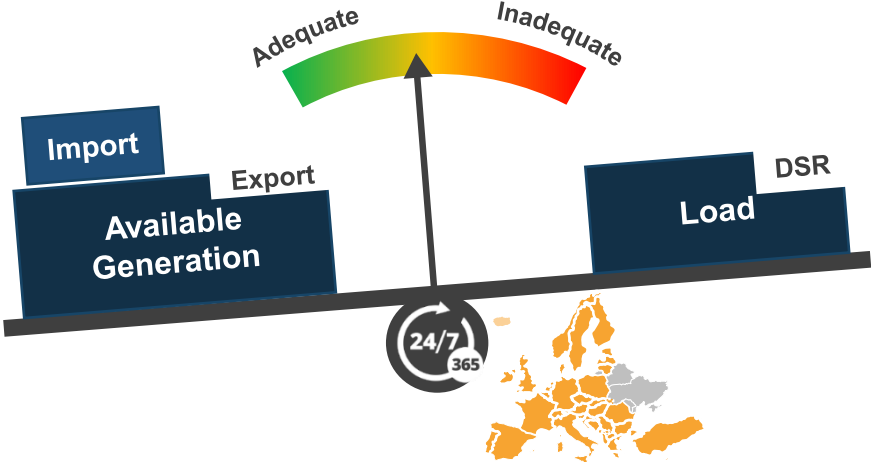 Adequate
Inadequate
Import
Export
Available
Generation
DSR
Load
24/7
365